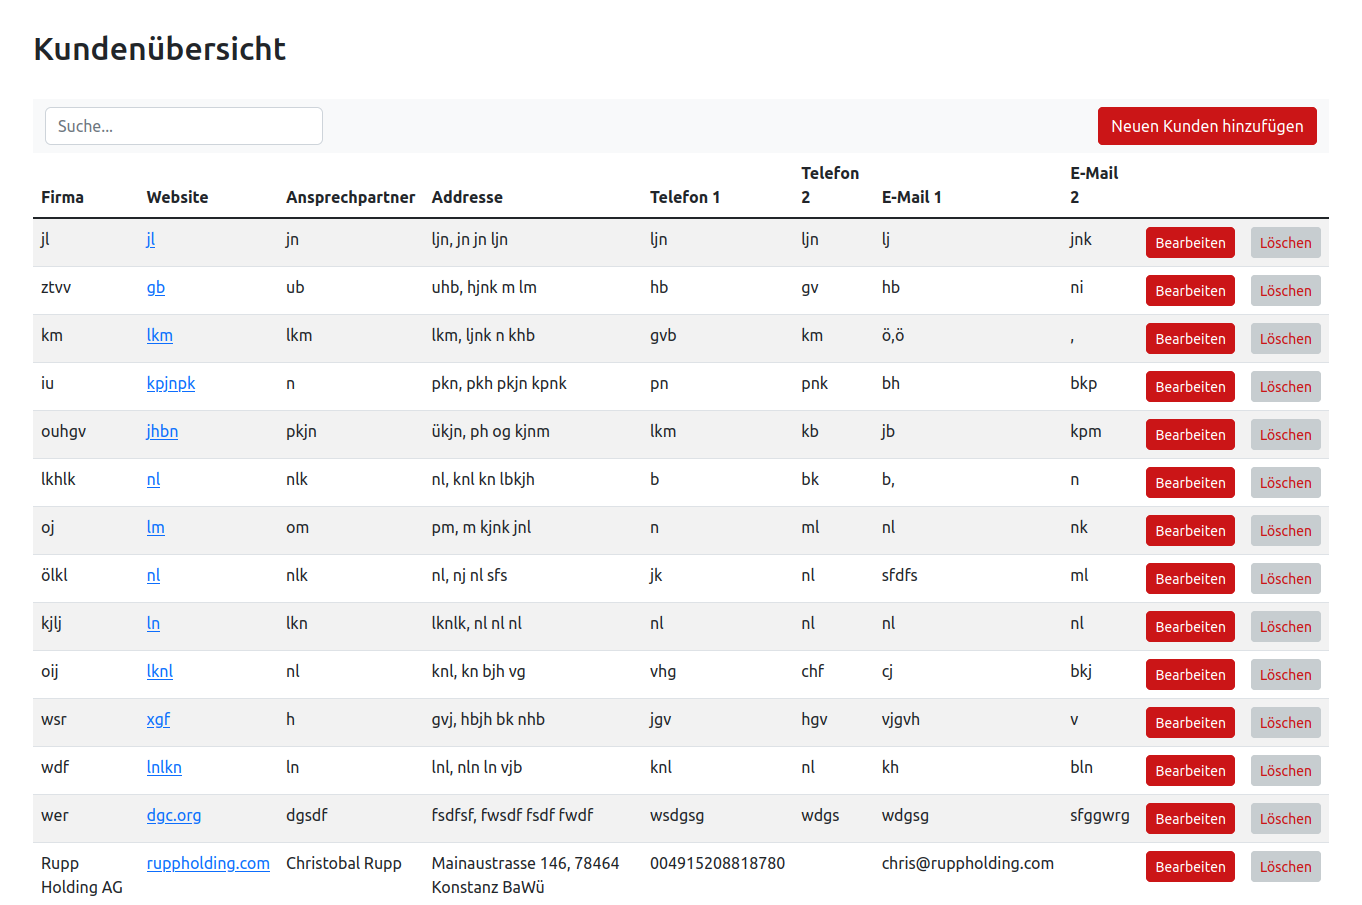 Kundenübersicht
Suche...
Neuen Kunden hinzufügen
Firma Website Ansprechpartner Addresse Telefon 1 Telefon 2 E-Mail 1 E-Mail 2
jl jl jn ljn, jn jn ljn ljn ljn lj jnk Bearbeiten Löschen
ztvv gb ub uhb, hjnk m lm hb gv hb ni Bearbeiten Löschen
km lkm lkm lkm, ljnk n khb gvb km ö,ö , Bearbeiten Löschen
iu kpjnpk n pkn, pkh pkjn kpnk pn pnk bh bkp Bearbeiten Löschen
ouhgv jhbn pkjn ükjn, ph og kjnm lkm kb jb kpm Bearbeiten Löschen
lkhlk nl nlk nl, knl kn lbkjh b bk b, n Bearbeiten Löschen
oj lm om pm, m kjnk jnl n ml nl nk Bearbeiten Löschen
ölkl nl nlk nl, nj nl sfs jk nl sfdfs ml Bearbeiten Löschen
kjlj ln lkn lknlk, nl nl nl nl nl nl nl Bearbeiten Löschen
oij lknl nl knl, kn bjh vg vhg chf cj bkj Bearbeiten Löschen
wsr xgf h gvj, hbjh bk nhb jgv hgv vjgvh v Bearbeiten Löschen
wdf lnlkn ln lnl, nln ln vjb knl nl kh bln Bearbeiten Löschen
wer dgc.org dgsdf fsdfsf, fwsdf fsdf fwdf wsdgsg wdgs wdgsg sfggwrg Bearbeiten Löschen
Rupp ruppholding.com Christobal Rupp Mainaustrasse 146, 78464 004915208818780 chris@ruppholding.com Bearbeiten Löschen
Holding AG Konstanz BaWü